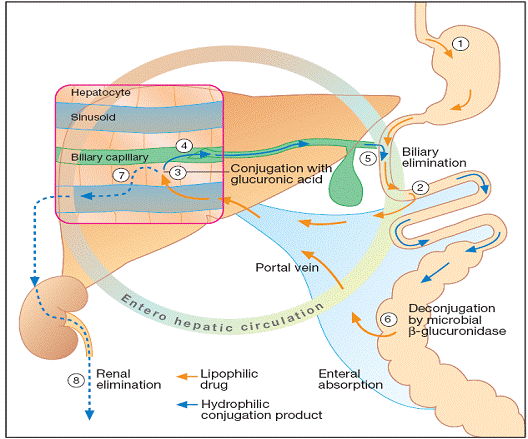 1
Hepatocyte
Sinusoid
4
Biliary capillary
5
Biliary
elimination
7
3
Conjugation with
glucuronic acid
2
Portal vein
Entero hepatic circulation
6
Deconjugation
by microbial
β-glucuronidase
8
Renal
elimination
Lipophilic
drug
Enteral
absorption
Hydrophilic
conjugation product